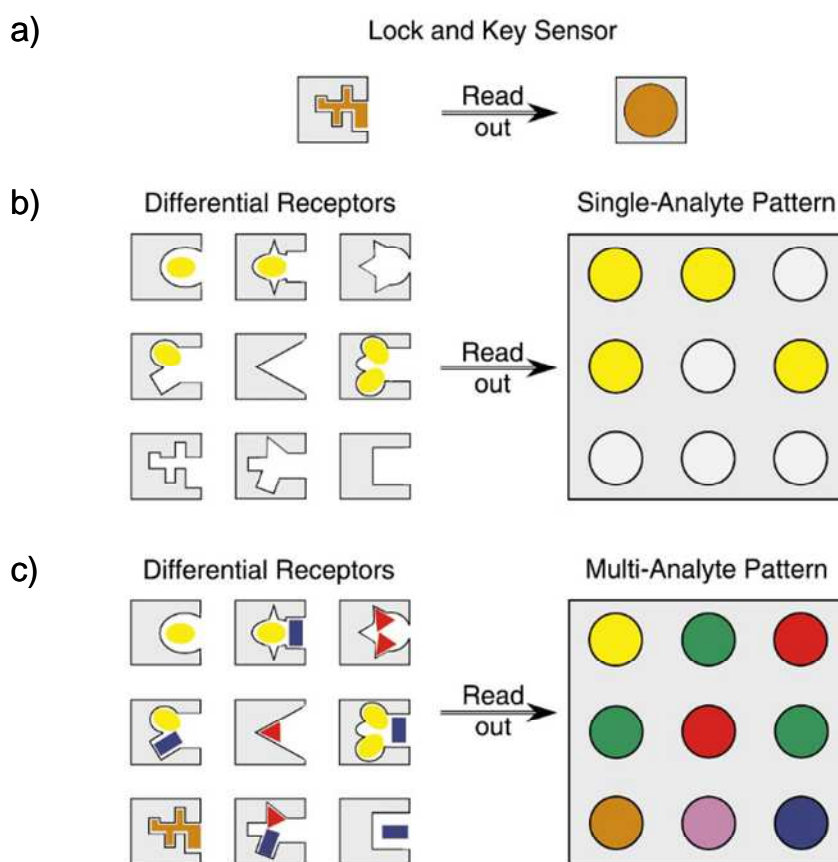 a)
Lock and Key Sensor
Read
out
b)
Differential Receptors
Single-Analyte Pattern
Read
out
c)
Differential Receptors
Multi-Analyte Pattern
Read
out